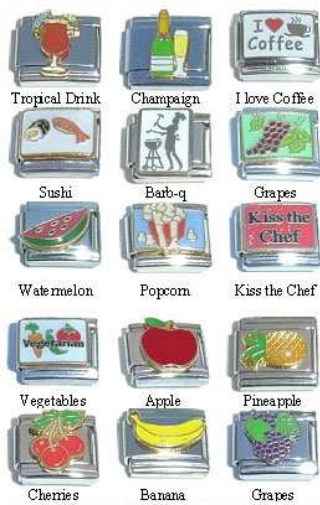 Tropical Drink Champaign I love Coffee
I ♥
Coffee
Sushi Barb-q Grapes
Kiss the
Chef
Watermelon Popcorn Kiss the Chef
Vegetarian
Vegetables Apple Pineapple
Cherries Banana Grapes